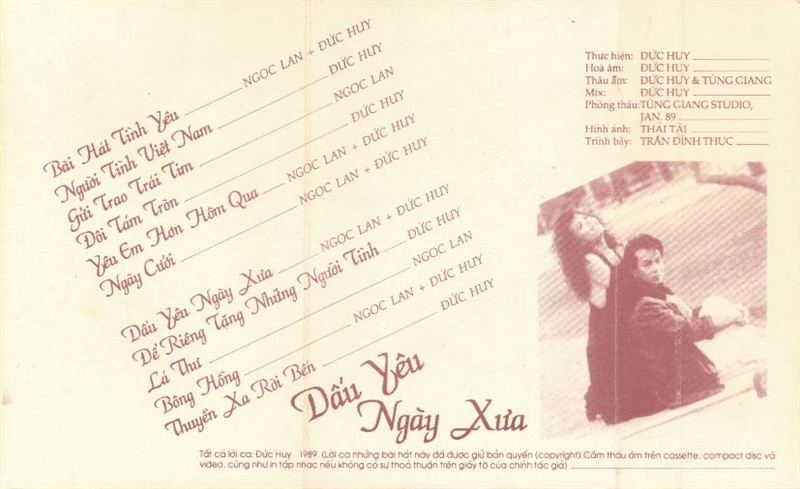 Bài Hát Tình Yêu NGỌC LAN + ĐỨC HUY
Người Tình Việt Nam ĐỨC HUY
Gửi Trao Trái Tim NGỌC LAN
Đôi Tám Tròn ĐỨC HUY
Yêu Em Hơn Hôm Qua NGỌC LAN + ĐỨC HUY
Ngày Cưới NGỌC LAN + ĐỨC HUY
Dấu Yêu Ngày Xưa NGỌC LAN + ĐỨC HUY
Để Riêng Tặng Những Người Tình ĐỨC HUY
Lá Thư NGỌC LAN
Bông Hồng NGỌC LAN + ĐỨC HUY
Thuyền Xa Rời Bến ĐỨC HUY
Thực hiện: ĐỨC HUY
Hoà âm: ĐỨC HUY
Thâu âm: ĐỨC HUY & TÙNG GIANG
Mix: ĐỨC HUY
Phòng thâu: TÙNG GIANG STUDIO,
JAN. 89
Hình ảnh: THÁI TÀI
Trình bày: TRẦN ĐÌNH THỤC
Dấu Yêu
Ngày Xưa
Tất cả lời ca: Đức Huy 1989. (Lời ca những bài hát này đã được giữ bản quyền (copyright). Cấm thâu âm trên cassette, compact disc và
video, cũng như in tập nhạc nếu không có sự thoả thuận trên giấy tờ của chính tác giả)